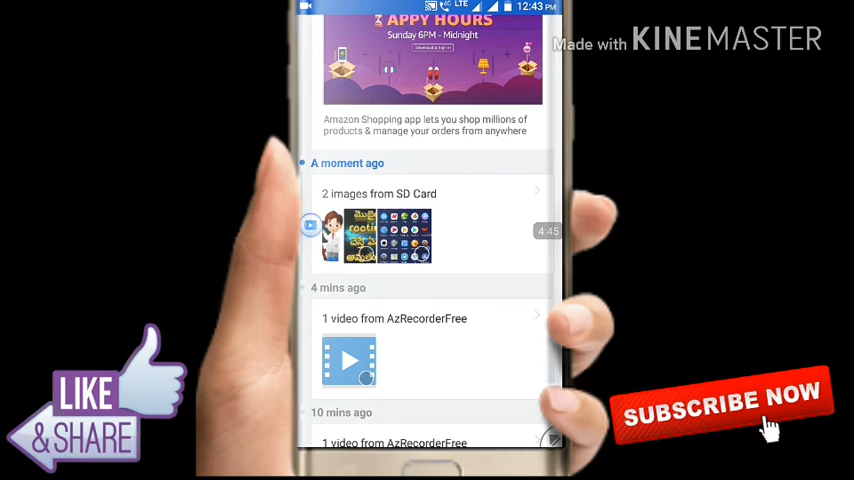 4G LTE 12:43 PM
Made with KINEMASTER
APPY HOURS
Sunday 6PM - Midnight
Amazon Shopping app lets you shop millions of
products & manage your orders from anywhere
A moment ago
2 images from SD Card
4:45
4 mins ago
1 video from AzRecorderFree
LIKE
& SHARE
SUBSCRIBE NOW
10 mins ago
1 video from AzRecorderFree